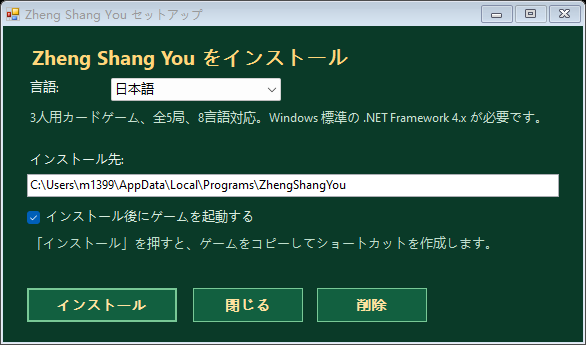 Zheng Shang You セットアップ
Zheng Shang You をインストール
言語:
日本語
3人用カードゲーム、全5局、8言語対応。Windows 標準の .NET Framework 4.x が必要です。
インストール先:
C:\Users\m1399\AppData\Local\Programs\ZhengShangYou
インストール後にゲームを起動する
「インストール」を押すと、ゲームをコピーしてショートカットを作成します。
インストール
閉じる
削除